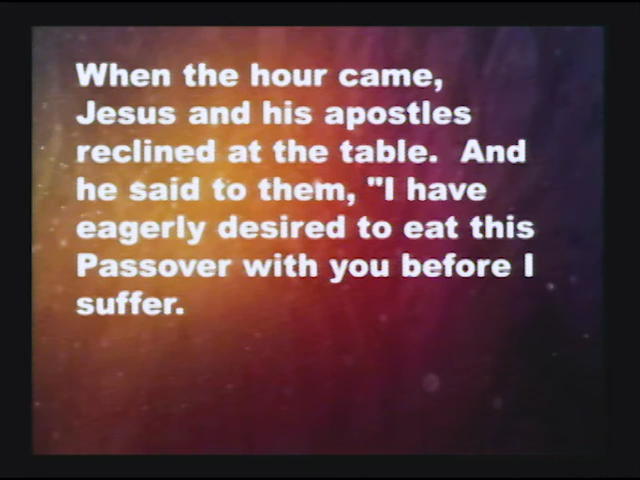 When the hour came,
Jesus and his apostles
reclined at the table.  And
he said to them, "I have
eagerly desired to eat this
Passover with you before I
suffer.